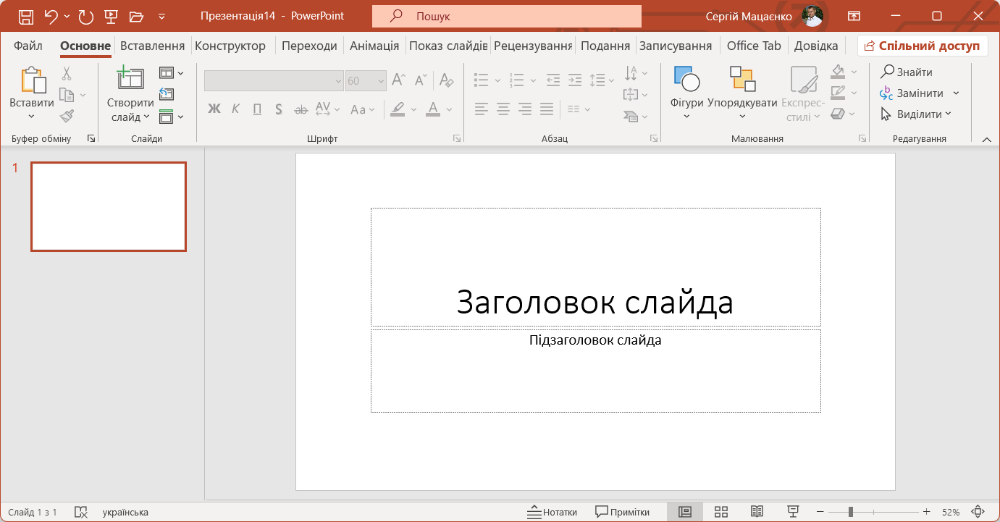 Презентація14 - PowerPoint
Пошук
Сергій Мацаєнко
Файл Основне Вставлення Конструктор Переходи Анімація Показ слайдів Рецензування Подання Записування Office Tab Довідка Спільний доступ
Вставити
Створити слайд
60
Ж К П S ab AV Aa А
Фігури
Упорядкувати
Експрес-стилі
Знайти
Замінити
Виділити
Буфер обміну Слайди Шрифт Абзац Малювання Редагування
1
Заголовок слайда
Підзаголовок слайда
Слайд 1 з 1 українська Нотатки Примітки 52%